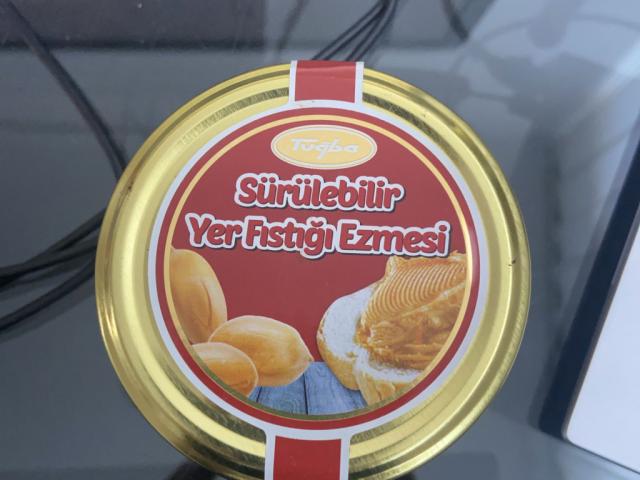 Tuğba
Sürülebilir
Yer Fıstığı Ezmesi